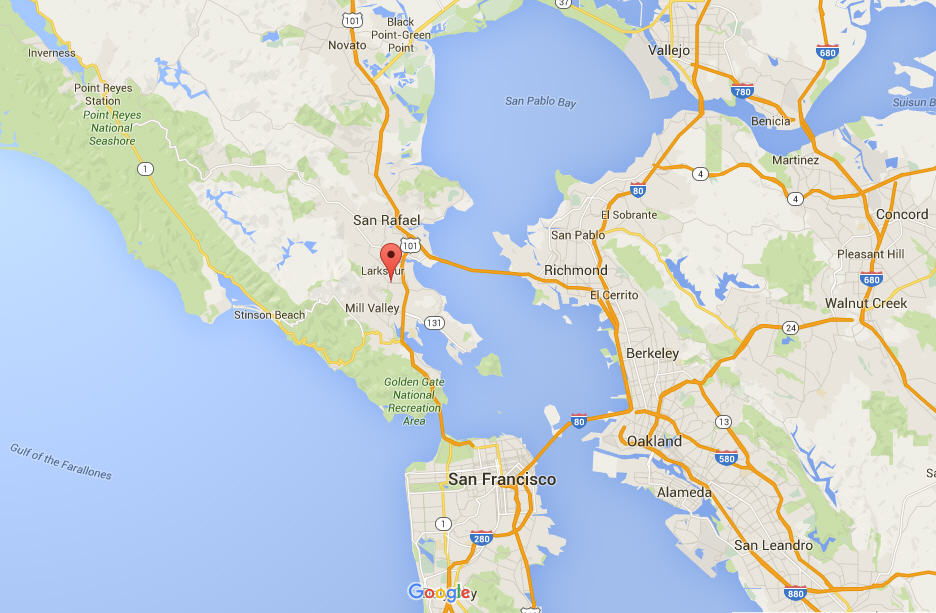 37
101
Black
Point-Green
Point
Novato
Vallejo
680
Inverness
Point Reyes
Station
Point Reyes
National
Seashore
San Pablo Bay
780
Suisun B
Benicia
1
Martinez
4
80
4
San Rafael
El Sobrante
Concord
San Pablo
101
Pleasant Hill
Larkspur
Richmond
680
El Cerrito
Walnut Creek
Mill Valley
Stinson Beach
131
24
Berkeley
Golden Gate
National
Recreation
Area
80
13
Oakland
Gulf of the Farallones
580
San Francisco
Sa
Alameda
1
280
San Leandro
Google
y
880